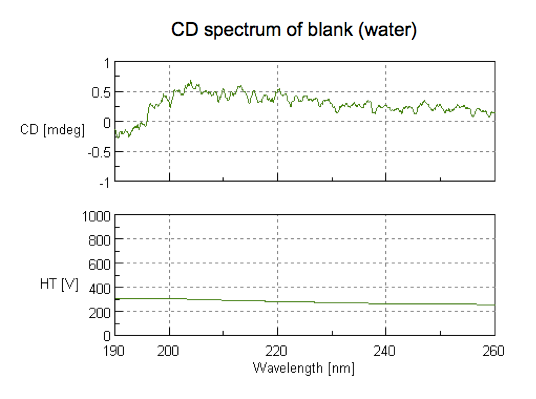 CD spectrum of blank (water)
1
0.5
0
CD [mdeg]
-0.5
-1
1000
800
600
HT [V]
400
200
0
190 200 220 240 260
Wavelength [nm]